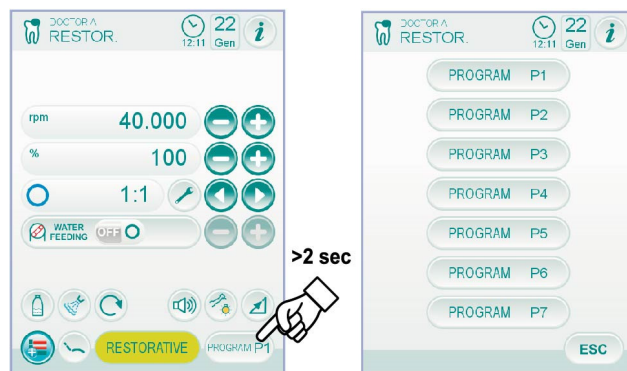 DOCTOR A
RESTOR.
12:11
22
Gen
i
rpm
40.000
%
100
1:1
WATER
FEEDING
OFF
RESTORATIVE
PROGRAM P1
>2 sec
DOCTOR A
RESTOR.
12:11
22
Gen
i
PROGRAM P1
PROGRAM P2
PROGRAM P3
PROGRAM P4
PROGRAM P5
PROGRAM P6
PROGRAM P7
ESC